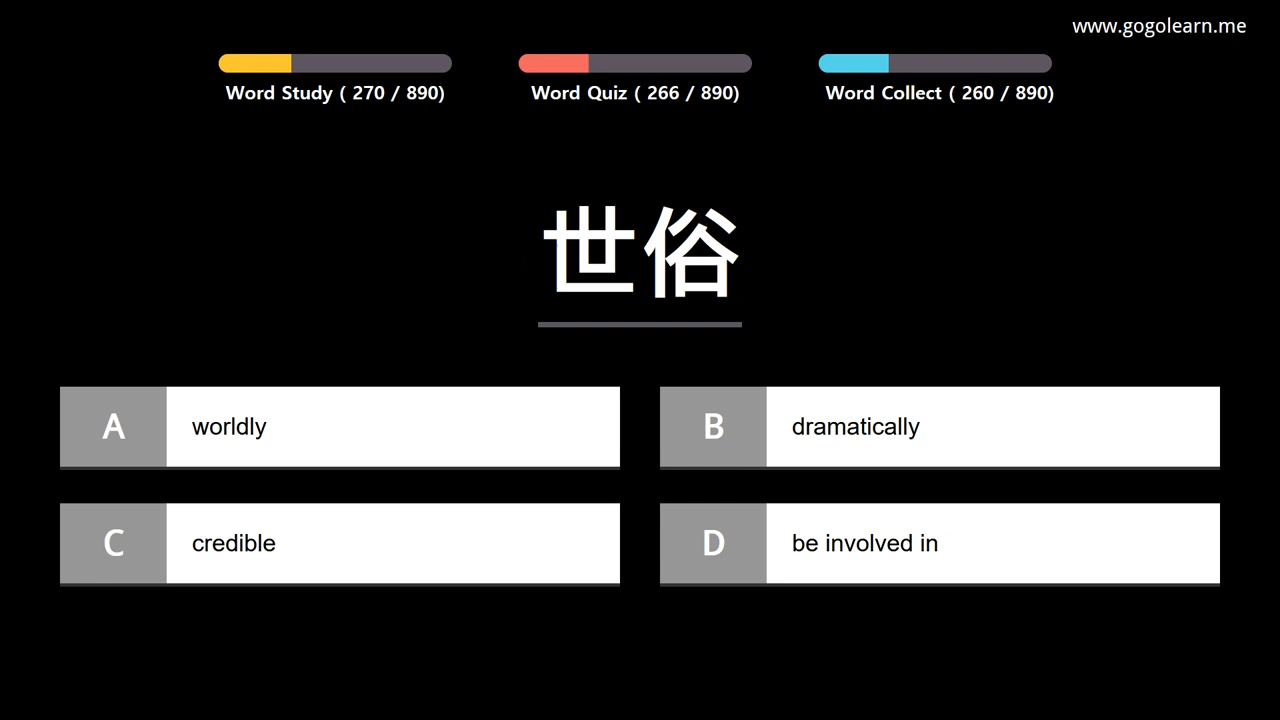 www.gogolearn.me
Word Study ( 270 / 890)
Word Quiz ( 266 / 890)
Word Collect ( 260 / 890)
世俗
A worldly
B dramatically
C credible
D be involved in